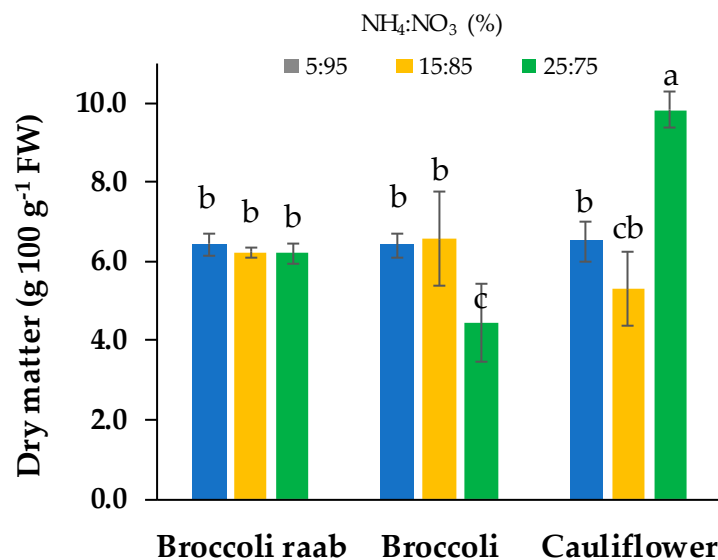 NH₄:NO₃ (%)
5:95 15:85 25:75
Dry matter (g 100 g⁻¹ FW)
10.0
8.0
6.0
4.0
2.0
0.0
b b b
b b c
b cb a
Broccoli raab Broccoli Cauliflower